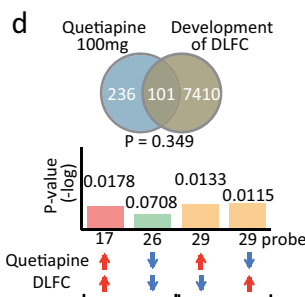 d
Quetiapine Development
100mg of DLFC
236 101 7410
P = 0.349
P-value
(-log)
0.0178 0.0708 0.0133 0.0115
17 26 29 29 probe
Quetiapine
DLFC